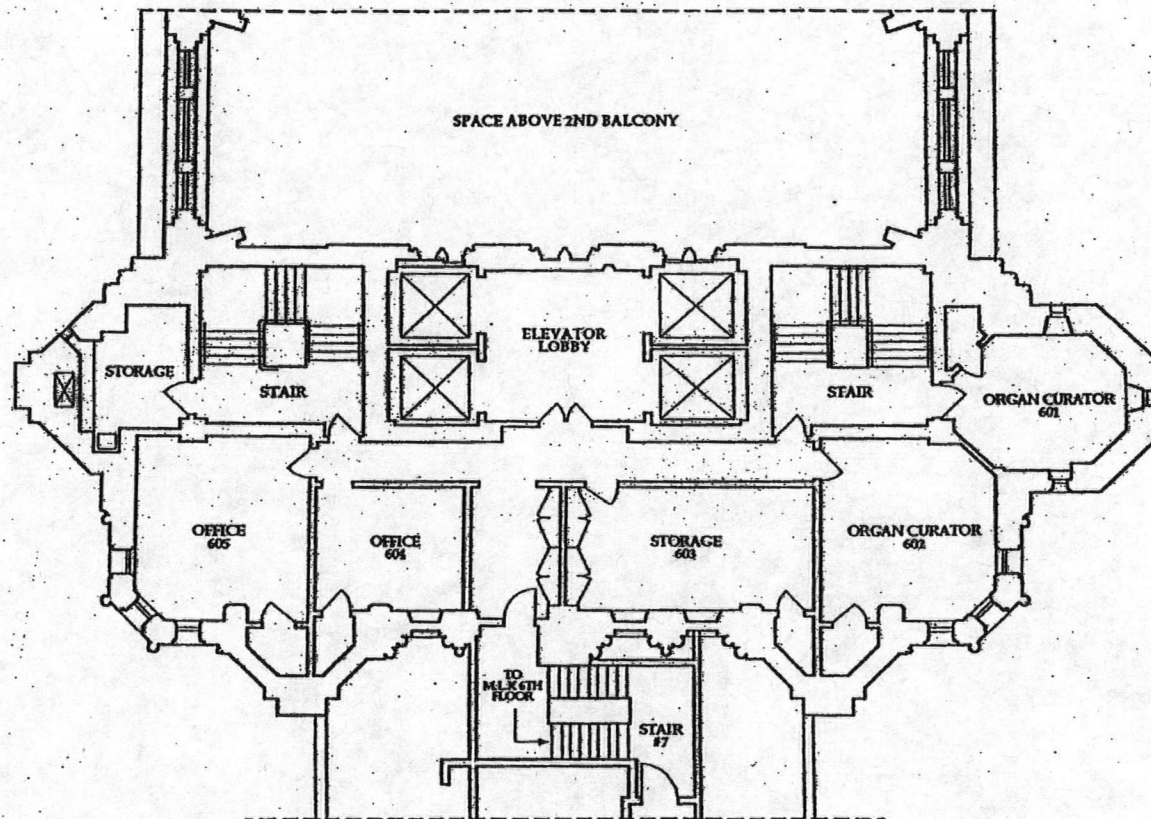 SPACE ABOVE 2ND BALCONY
ELEVATOR
LOBBY
STORAGE
STAIR
STAIR
ORGAN CURATOR
601
OFFICE
605
OFFICE
604
STORAGE
603
ORGAN CURATOR
602
TO
M.L.K 6TH
FLOOR
STAIR
#7